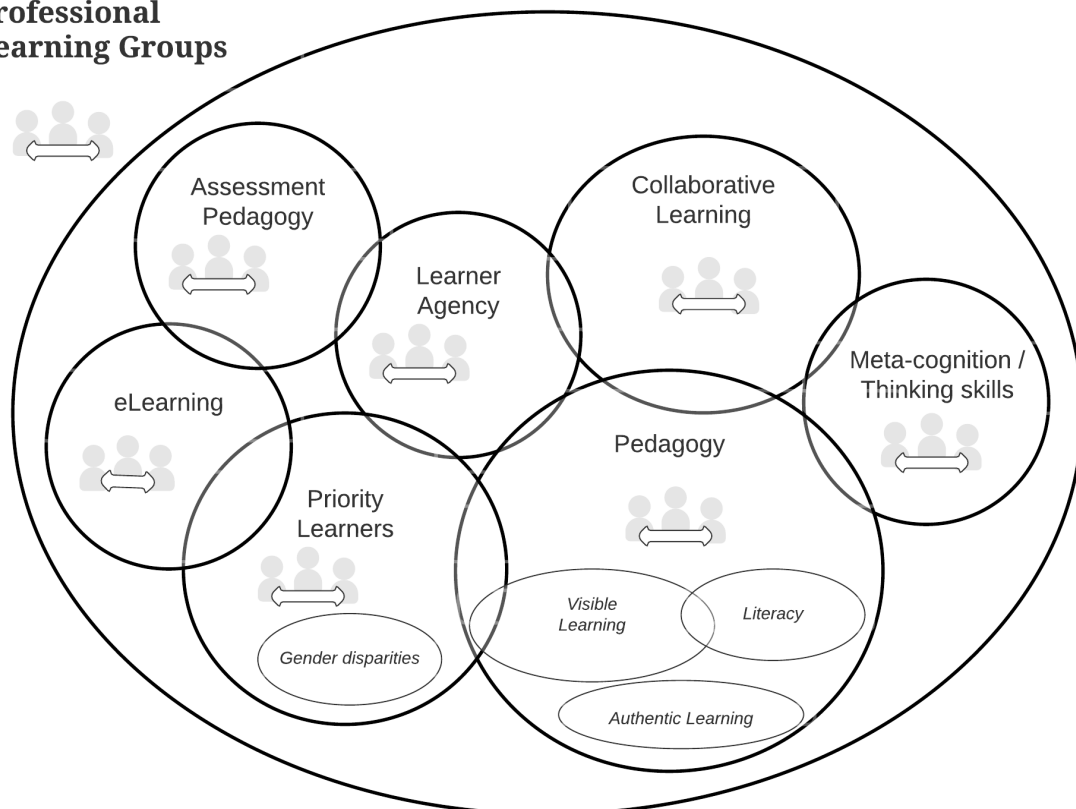 rofessional
earning Groups
Assessment
Pedagogy
Collaborative
Learning
Learner
Agency
Meta-cognition /
Thinking skills
eLearning
Pedagogy
Priority
Learners
Visible
Learning
Literacy
Gender disparities
Authentic Learning